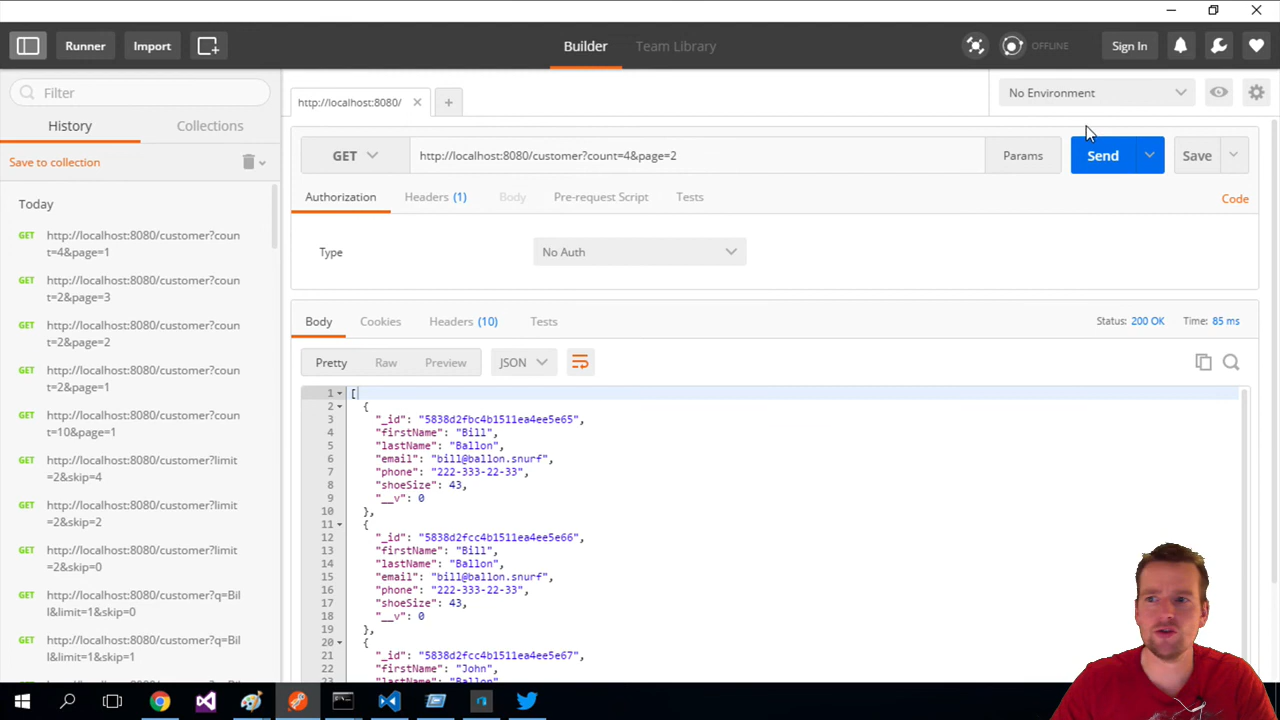 Runner
Import
Builder
Team Library
OFFLINE
Sign In
Filter
http://localhost:8080/
No Environment
History
Collections
GET
http://localhost:8080/customer?count=4&page=2
Params
Send
Save
Save to collection
Authorization
Headers (1)
Body
Pre-request Script
Tests
Code
Today
GET http://localhost:8080/customer?coun
t=4&page=1
GET http://localhost:8080/customer?coun
t=2&page=3
GET http://localhost:8080/customer?coun
t=2&page=2
GET http://localhost:8080/customer?coun
t=2&page=1
GET http://localhost:8080/customer?coun
t=10&page=1
GET http://localhost:8080/customer?limit
=2&skip=4
GET http://localhost:8080/customer?limit
=2&skip=2
GET http://localhost:8080/customer?limit
=2&skip=0
GET http://localhost:8080/customer?q=Bil
l&limit=1&skip=0
GET http://localhost:8080/customer?q=Bil
l&limit=1&skip=1
Type
No Auth
Body
Cookies
Headers (10)
Tests
Status: 200 OK
Time: 85 ms
Pretty
Raw
Preview
JSON
1 [
2 {
3 "_id": "5838d2fbc4b1511ea4ee5e65",
4 "firstName": "Bill",
5 "lastName": "Ballon",
6 "email": "bill@ballon.snurf",
7 "phone": "222-333-22-33",
8 "shoeSize": 43,
9 "__v": 0
10 },
11 {
12 "_id": "5838d2fcc4b1511ea4ee5e66",
13 "firstName": "Bill",
14 "lastName": "Ballon",
15 "email": "bill@ballon.snurf",
16 "phone": "222-333-22-33",
17 "shoeSize": 43,
18 "__v": 0
19 },
20 {
21 "_id": "5838d2fcc4b1511ea4ee5e67",
22 "firstName": "John",
23 "lastName": "Ballon",